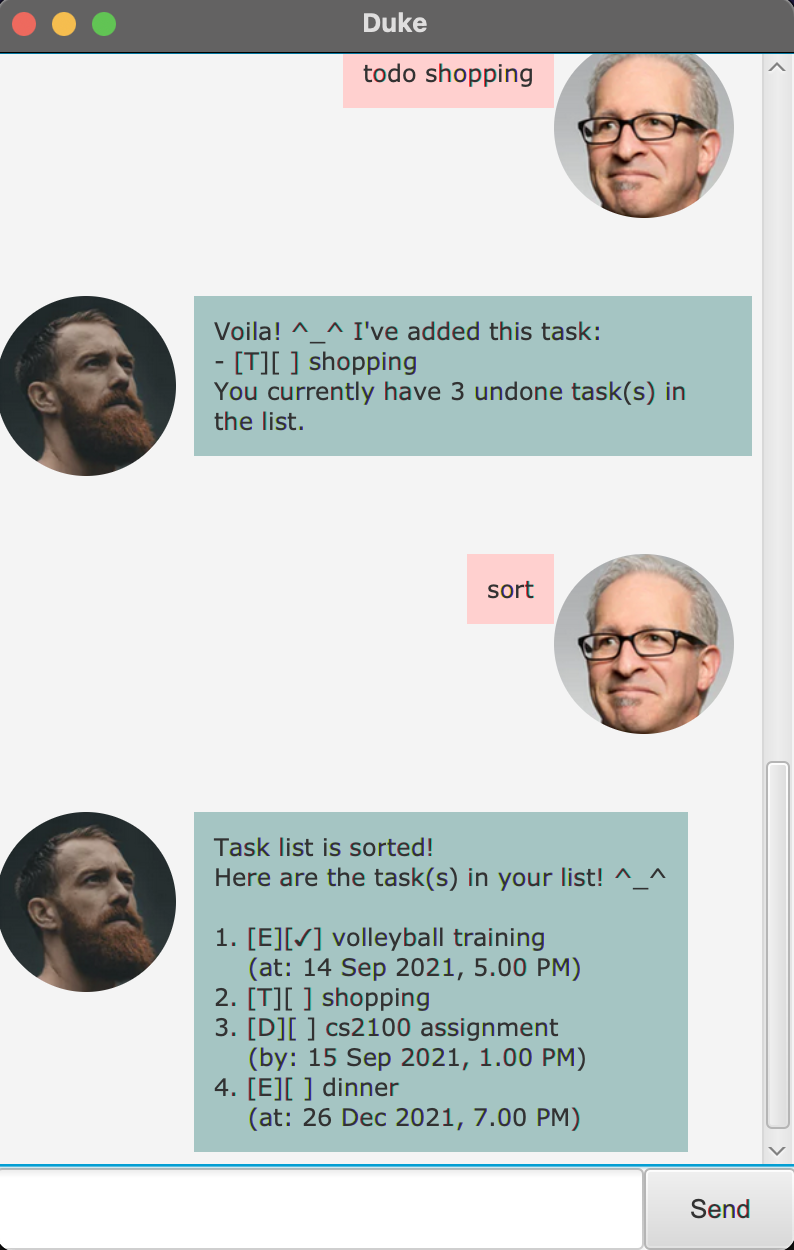 Duke
todo shopping
Voila! ^_^ I've added this task:
- [T][ ] shopping
You currently have 3 undone task(s) in
the list.
sort
Task list is sorted!
Here are the task(s) in your list! ^_^
1. [E][✓] volleyball training
(at: 14 Sep 2021, 5.00 PM)
2. [T][ ] shopping
3. [D][ ] cs2100 assignment
(by: 15 Sep 2021, 1.00 PM)
4. [E][ ] dinner
(at: 26 Dec 2021, 7.00 PM)
Send